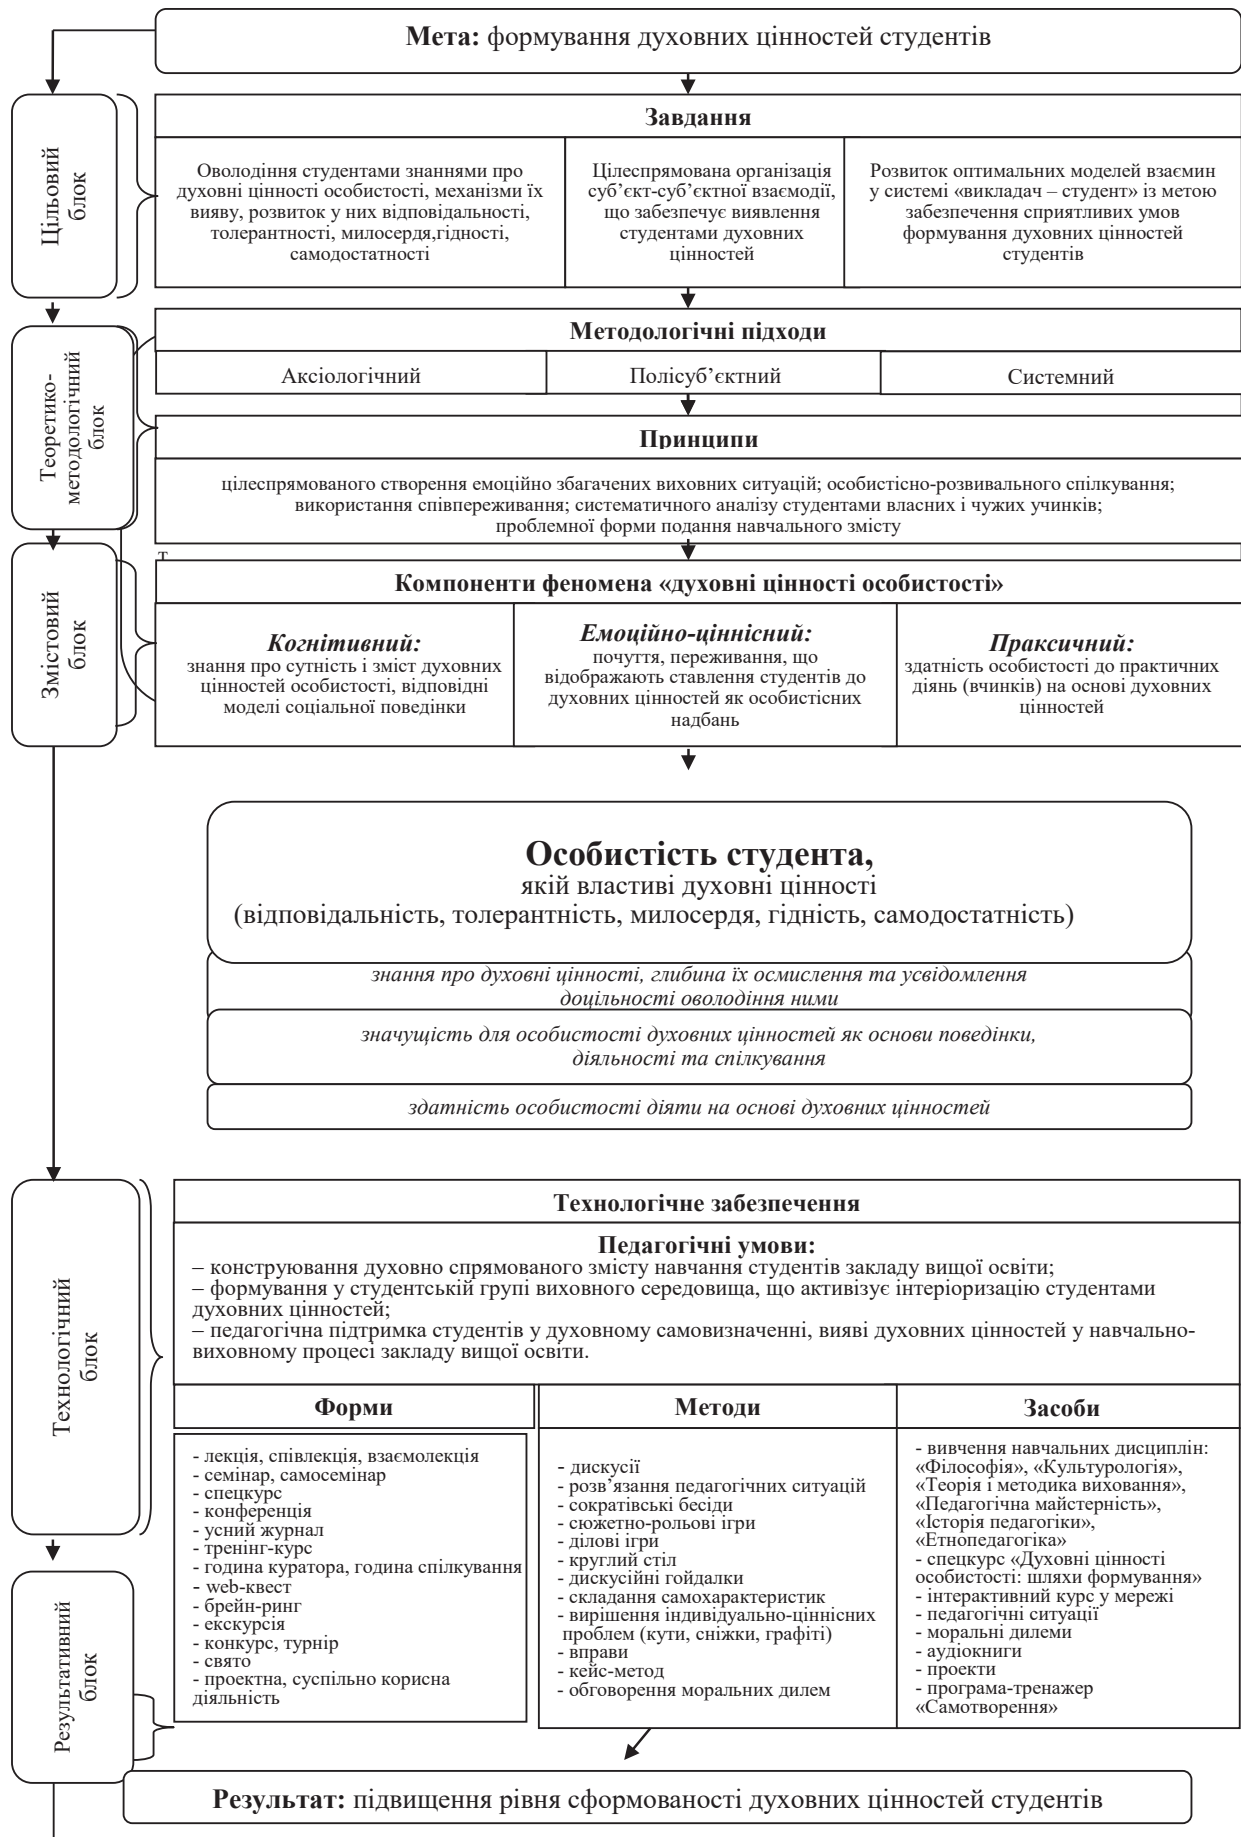 Мета: формування духовних цінностей студентів
Цільовий
блок
Завдання
Оволодіння студентами знаннями про
духовні цінності особистості, механізми їх
вияву, розвиток у них відповідальності,
толерантності, милосердя,гідності,
самодостатності
Цілеспрямована організація
суб’єкт-суб’єктної взаємодії,
що забезпечує виявлення
студентами духовних
цінностей
Розвиток оптимальних моделей взаємин
у системі «викладач – студент» із метою
забезпечення сприятливих умов
формування духовних цінностей
студентів
Теоретико-
методологічний
блок
Методологічні підходи
Аксіологічний
Полісуб’єктний
Системний
Принципи
цілеспрямованого створення емоційно збагачених виховних ситуацій; особистісно-розвивального спілкування;
використання співпереживання; систематичного аналізу студентами власних і чужих учинків;
проблемної форми подання навчального змісту
Змістовий
блок
т
Компоненти феномена «духовні цінності особистості»
Когнітивний:
знання про сутність і зміст духовних
цінностей особистості, відповідні
моделі соціальної поведінки
Емоційно-ціннісний:
почуття, переживання, що
відображають ставлення студентів до
духовних цінностей як особистісних
надбань
Праксичний:
здатність особистості до практичних
діянь (вчинків) на основі духовних
цінностей
Особистість студента,
якій властиві духовні цінності
(відповідальність, толерантність, милосердя, гідність, самодостатність)
знання про духовні цінності, глибина їх осмислення та усвідомлення
доцільності оволодіння ними
значущість для особистості духовних цінностей як основи поведінки,
діяльності та спілкування
здатність особистості діяти на основі духовних цінностей
Технологічний
блок
Технологічне забезпечення
Педагогічні умови:
– конструювання духовно спрямованого змісту навчання студентів закладу вищої освіти;
– формування у студентській групі виховного середовища, що активізує інтеріоризацію студентами
духовних цінностей;
– педагогічна підтримка студентів у духовному самовизначенні, вияві духовних цінностей у навчально-
виховному процесі закладу вищої освіти.
Форми
- лекція, співлекція, взаємолекція
- семінар, самосемінар
- спецкурс
- конференція
- усний журнал
- тренінг-курс
- година куратора, година спілкування
- web-квест
- брейн-ринг
- екскурсія
- конкурс, турнір
- свято
- проектна, суспільно корисна
діяльність
Методи
- дискусії
- розв’язання педагогічних ситуацій
- сократівські бесіди
- сюжетно-рольові ігри
- ділові ігри
- круглий стіл
- дискусійні гойдалки
- складання самохарактеристик
- вирішення індивідуально-ціннісних
проблем (кути, сніжки, графіті)
- вправи
- кейс-метод
- обговорення моральних дилем
Засоби
- вивчення навчальних дисциплін:
«Філософія», «Культурологія»,
«Теорія і методика виховання»,
«Педагогічна майстерність»,
«Історія педагогіки»,
«Етнопедагогіка»
- спецкурс «Духовні цінності
особистості: шляхи формування»
- інтерактивний курс у мережі
- педагогічні ситуації
- моральні дилеми
- аудіокниги
- проекти
- програма-тренажер
«Самотворення»
Результативний
блок
Результат: підвищення рівня сформованості духовних цінностей студентів